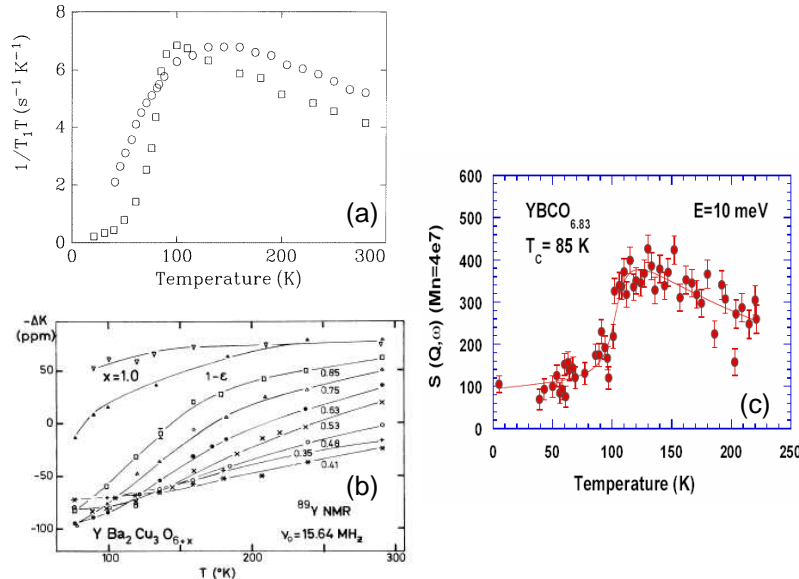 8
6
4
2
0
1/T₁T (s⁻¹ K⁻¹)
(a)
0
100
200
300
Temperature (K)
-ΔK
(ppm)
50
0
-50
-100
x=1.0
1-ε
0.85
0.75
0.63
0.53
0.48
0.35
0.41
(b)
⁸⁹Y NMR
Y Ba₂ Cu₃ O₆₊ₓ
ν₀=15.64 MHz
100
200
300
T (°K)
600
500
400
300
200
100
0
S (Q,ω) (Mn=4e7)
YBCO₆.₈₃
E=10 meV
T_C= 85 K
(c)
0
50
100
150
200
250
Temperature (K)